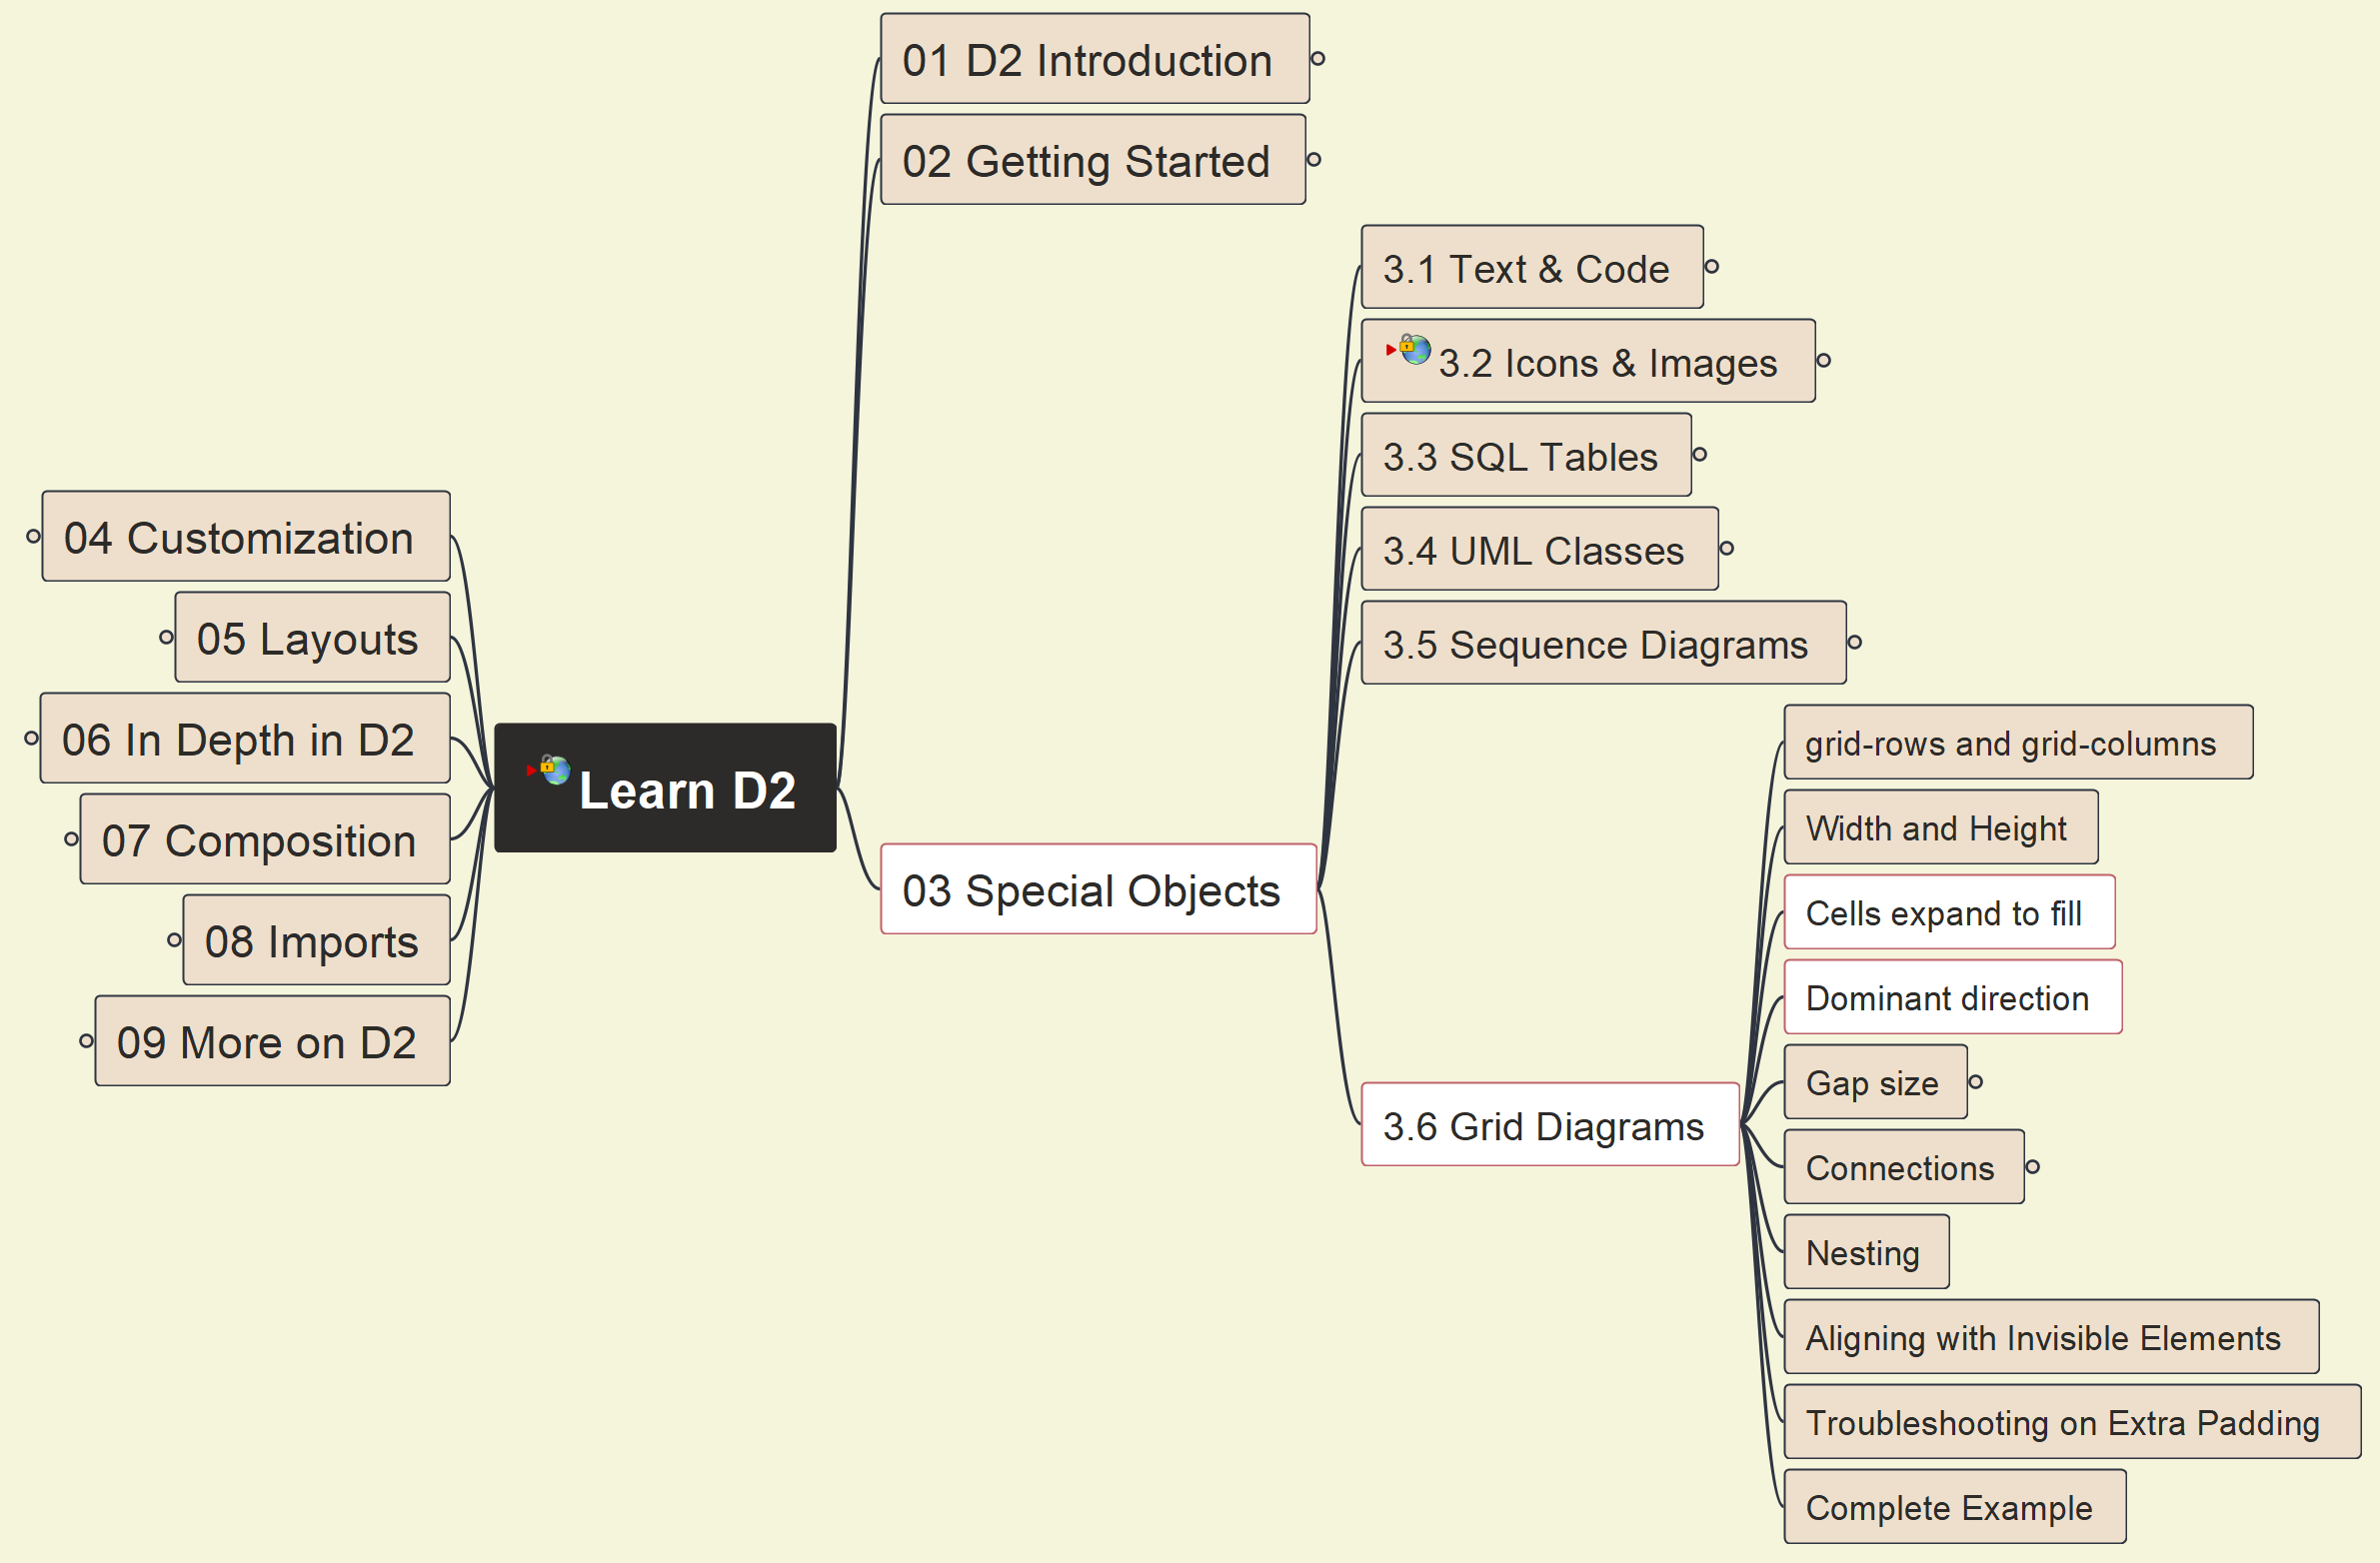 Learn D2
01 D2 Introduction
02 Getting Started
03 Special Objects
3.1 Text & Code
3.2 Icons & Images
3.3 SQL Tables
3.4 UML Classes
3.5 Sequence Diagrams
3.6 Grid Diagrams
grid-rows and grid-columns
Width and Height
Cells expand to fill
Dominant direction
Gap size
Connections
Nesting
Aligning with Invisible Elements
Troubleshooting on Extra Padding
Complete Example
04 Customization
05 Layouts
06 In Depth in D2
07 Composition
08 Imports
09 More on D2